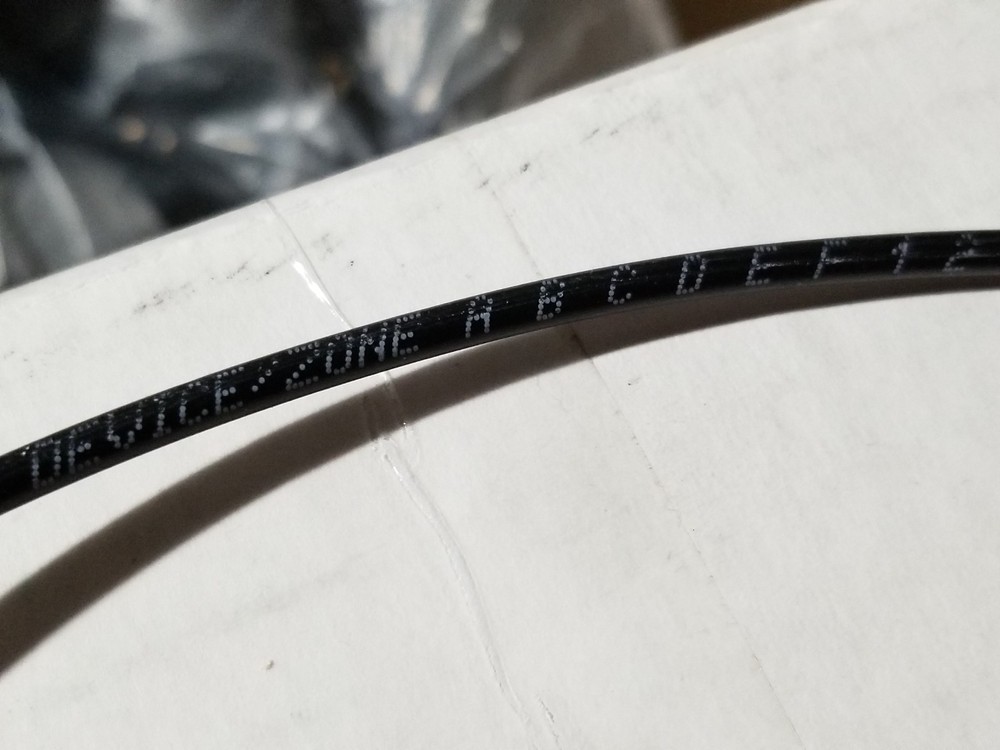 DEVICE/ZONE A B C D E F 1 2